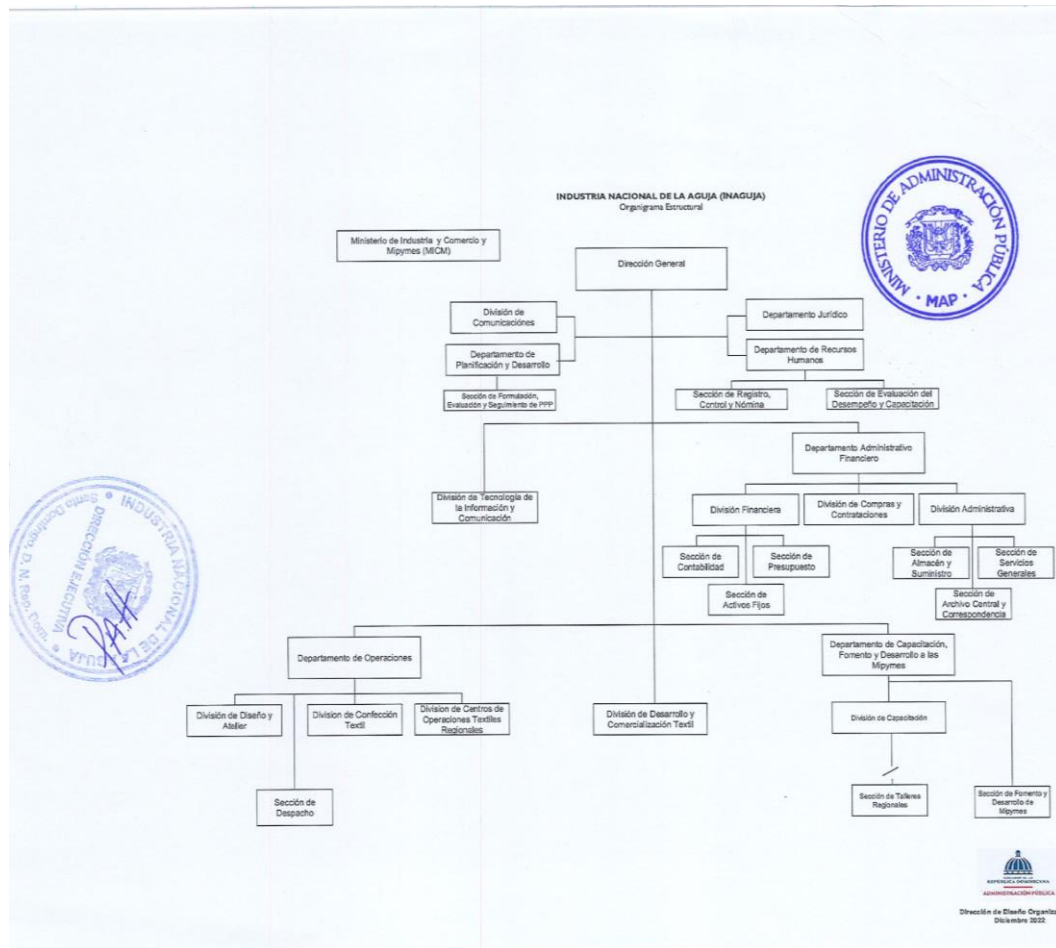 INDUSTRIA NACIONAL DE LA AGUJA (INAGUJA)
Organigrama Estructural
MINISTERIO DE ADMINISTRACIÓN PÚBLICA
· MAP ·
Ministerio de Industria y Comercio y
Mipymes (MICM)
Dirección General
División de
Comunicaciónes
Departamento Jurídico
Departamento de
Planificación y Desarrollo
Departamento de Recursos
Humanos
Sección de Formulación,
Evaluación y Seguimiento de PPP
Sección de Registro,
Control y Nómina
Sección de Evaluación del
Desempeño y Capacitación
Departamento Administrativo
Financiero
División de Tecnología de
la Información y
Comunicación
División Financiera
División de Compras y
Contrataciones
División Administrativa
Sección de
Contabilidad
Sección de
Presupuesto
Sección de
Almacén y
Suministro
Sección de
Servicios
Generales
Sección de
Activos Fijos
Sección de
Archivo Central y
Correspondencia
INDUSTRIA NACIONAL DE LA AGUJA
DIRECCIÓN EJECUTIVA
Santo Domingo, D. N. Rep. Dom.
Departamento de Operaciones
Departamento de Capacitación,
Fomento y Desarrollo a las
Mipymes
División de Diseño y
Atelier
Division de Confección
Textil
Division de Centros de
Operaciones Textiles
Regionales
División de Desarrollo y
Comercialización Textil
División de Capacitación
Sección de
Despacho
Sección de Talleres
Regionales
Sección de Fomento y
Desarrollo de
Mipymes
REPÚBLICA DOMINICANA
ADMINISTRACIÓN PÚBLICA
Dirección de Diseño Organiza
Diciembre 2022